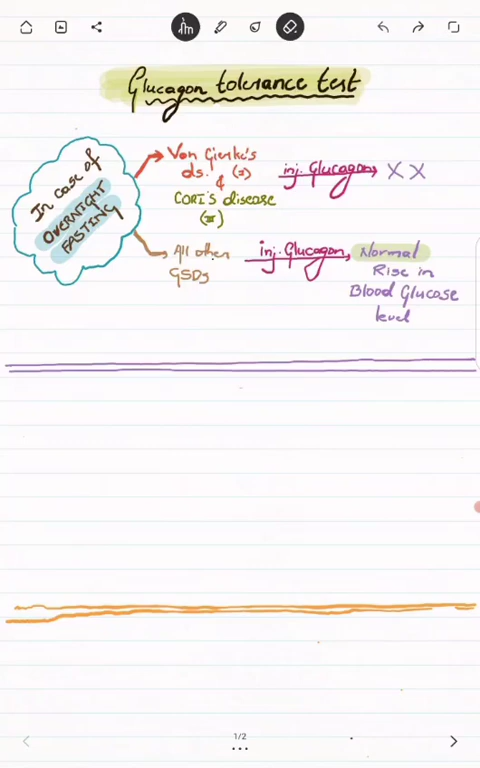 Glucagon tolerance test
In case of
OVERNIGHT
FASTING
Von Gierke's
ds. (I)
&
CORI's disease
(III)
inj. Glucagon
X X
All other
GSDs
inj. Glucagon
Normal
Rise in
Blood Glucose
level
1/2